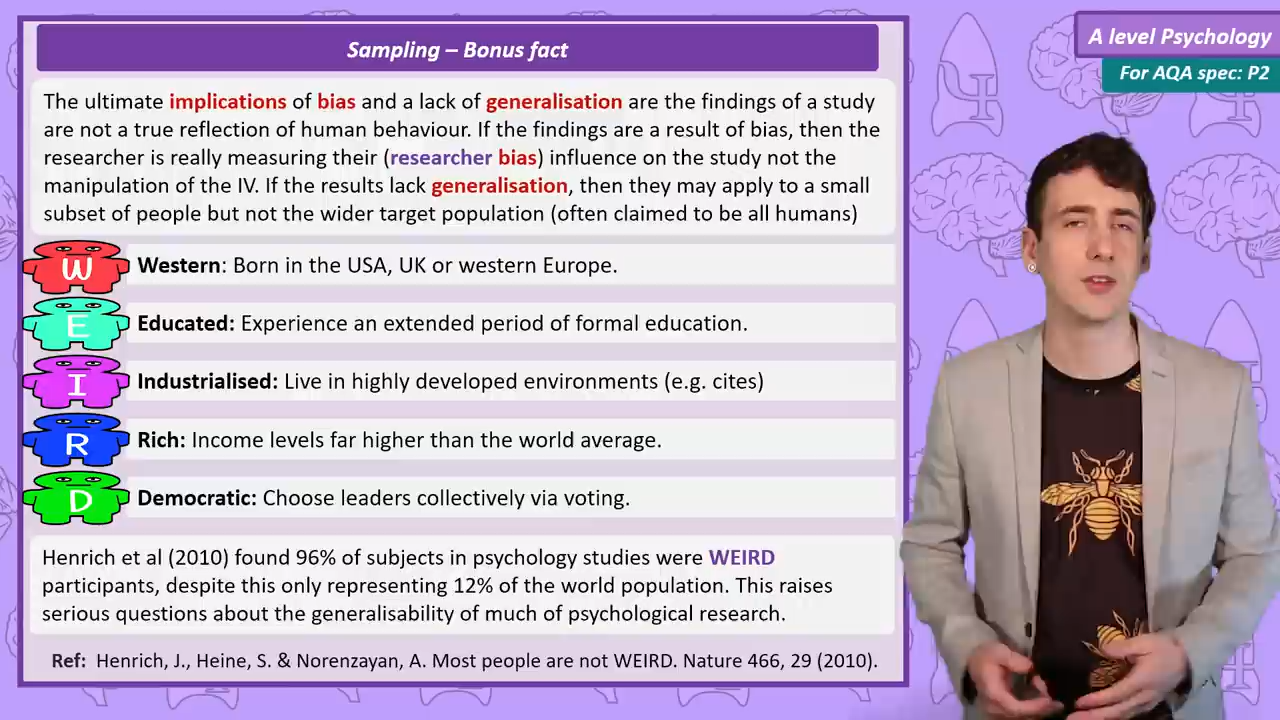 Sampling – Bonus fact
A level Psychology
For AQA spec: P2
The ultimate implications of bias and a lack of generalisation are the findings of a study
are not a true reflection of human behaviour. If the findings are a result of bias, then the
researcher is really measuring their (researcher bias) influence on the study not the
manipulation of the IV. If the results lack generalisation, then they may apply to a small
subset of people but not the wider target population (often claimed to be all humans)
W Western: Born in the USA, UK or western Europe.
E Educated: Experience an extended period of formal education.
I Industrialised: Live in highly developed environments (e.g. cites)
R Rich: Income levels far higher than the world average.
D Democratic: Choose leaders collectively via voting.
Henrich et al (2010) found 96% of subjects in psychology studies were WEIRD
participants, despite this only representing 12% of the world population. This raises
serious questions about the generalisability of much of psychological research.
Ref: Henrich, J., Heine, S. & Norenzayan, A. Most people are not WEIRD. Nature 466, 29 (2010).